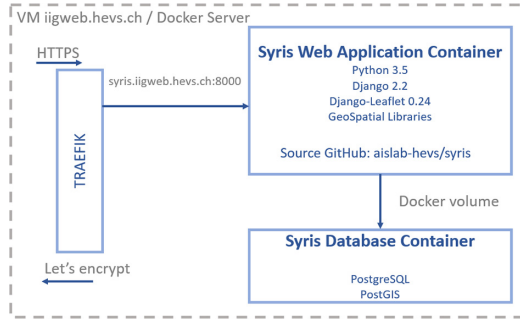 VM iigweb.hevs.ch / Docker Server
HTTPS
syris.iigweb.hevs.ch:8000
TRAEFIK
Let's encrypt
Syris Web Application Container
Python 3.5
Django 2.2
Django-Leaflet 0.24
GeoSpatial Libraries
Source GitHub: aislab-hevs/syris
Docker volume
Syris Database Container
PostgreSQL
PostGIS